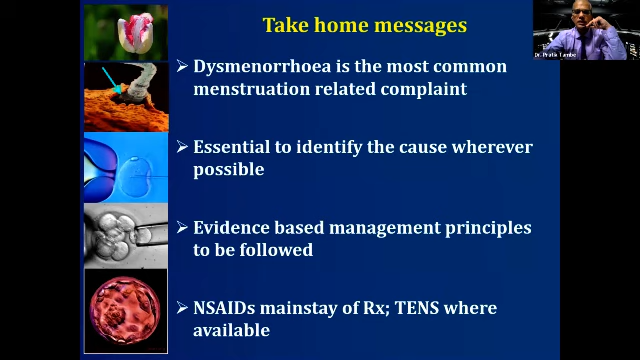 Take home messages
➢ Dysmenorrhoea is the most common
menstruation related complaint
➢ Essential to identify the cause wherever
possible
➢ Evidence based management principles
to be followed
➢ NSAIDs mainstay of Rx; TENS where
available
Dr. Pratik Tambe